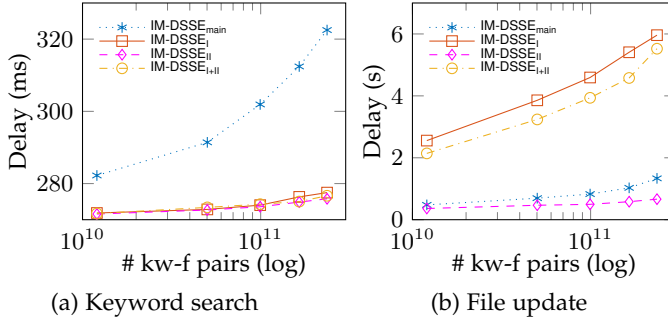 IM-DSSEmain
IM-DSSEI
IM-DSSEII
IM-DSSEI+II
320
300
280
270
Delay (ms)
10^10
10^11
# kw-f pairs (log)
(a) Keyword search
IM-DSSEmain
IM-DSSEI
IM-DSSEII
IM-DSSEI+II
6
4
2
0
Delay (s)
10^10
10^11
# kw-f pairs (log)
(b) File update